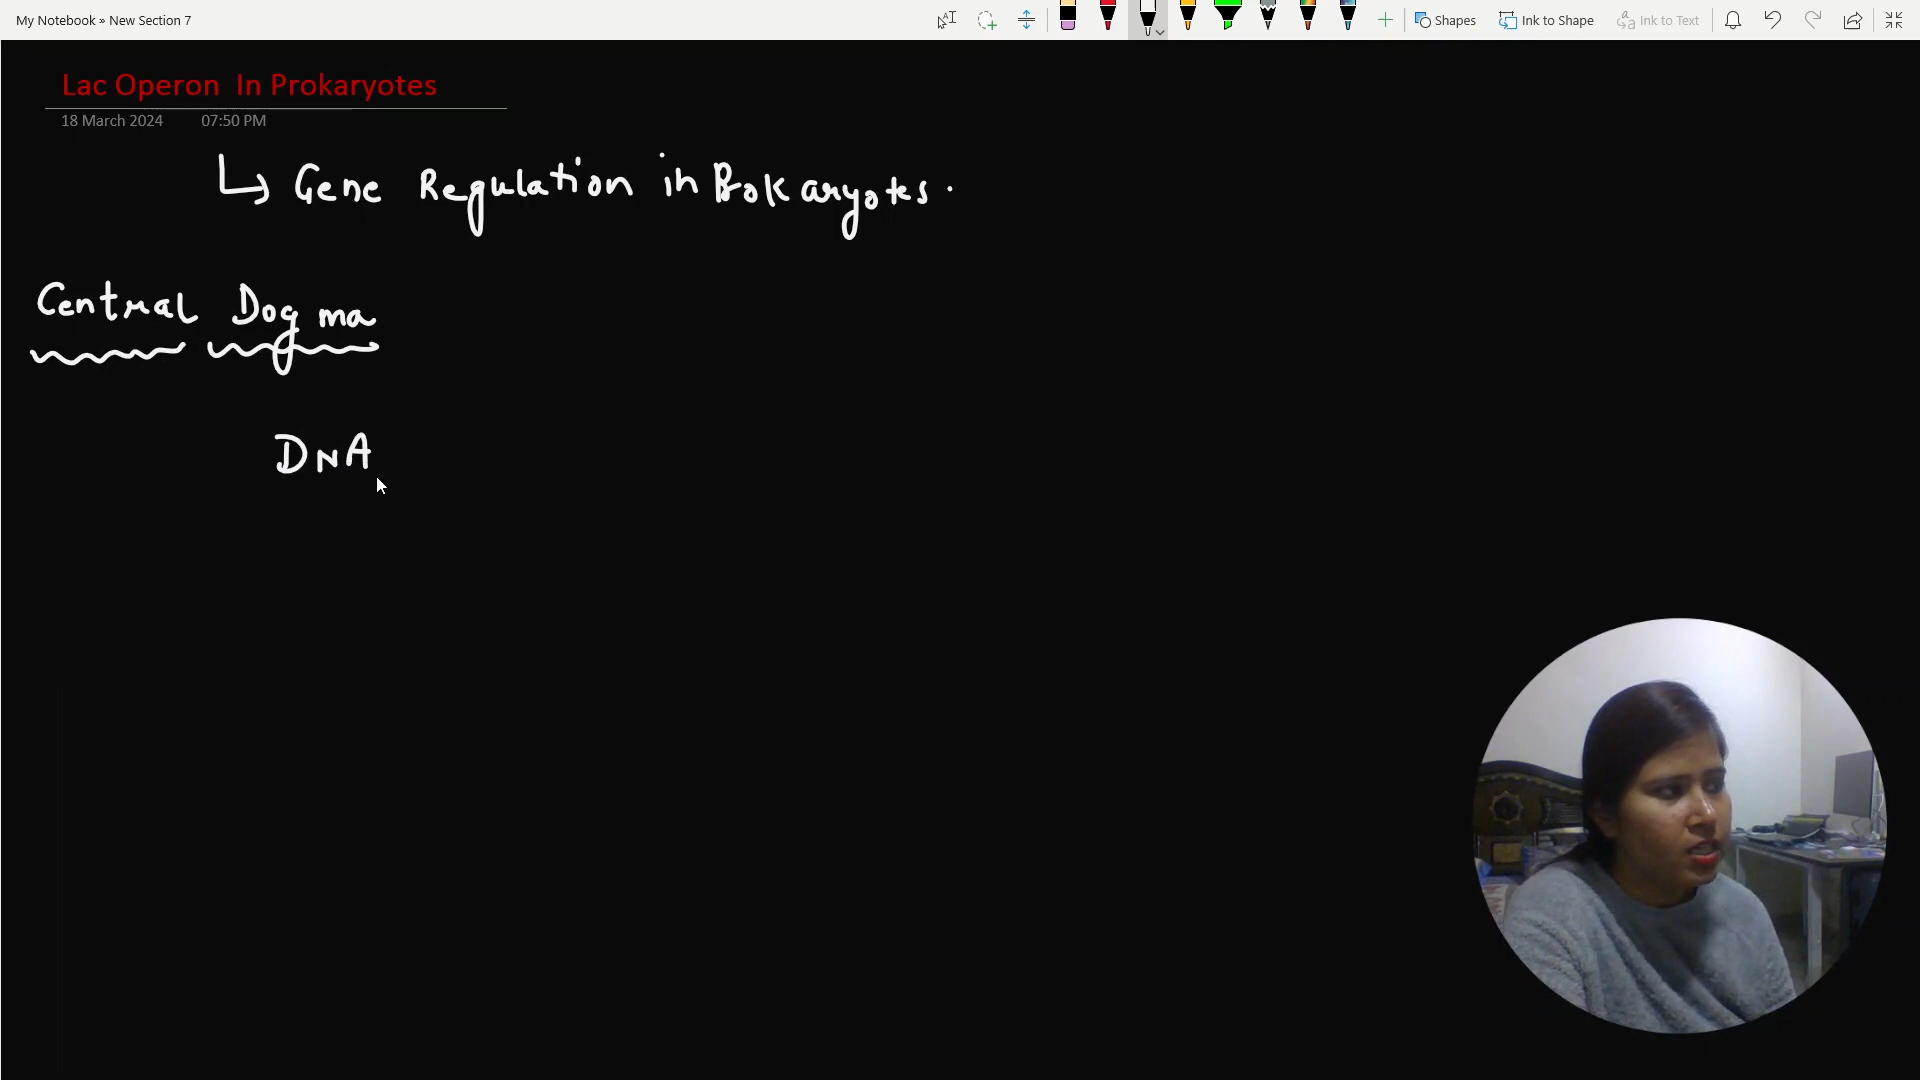 My Notebook » New Section 7
Shapes
Ink to Shape
Ink to Text
Lac Operon In Prokaryotes
18 March 2024 07:50 PM
Gene Regulation in Prokaryotes.
Central Dogma
DNA